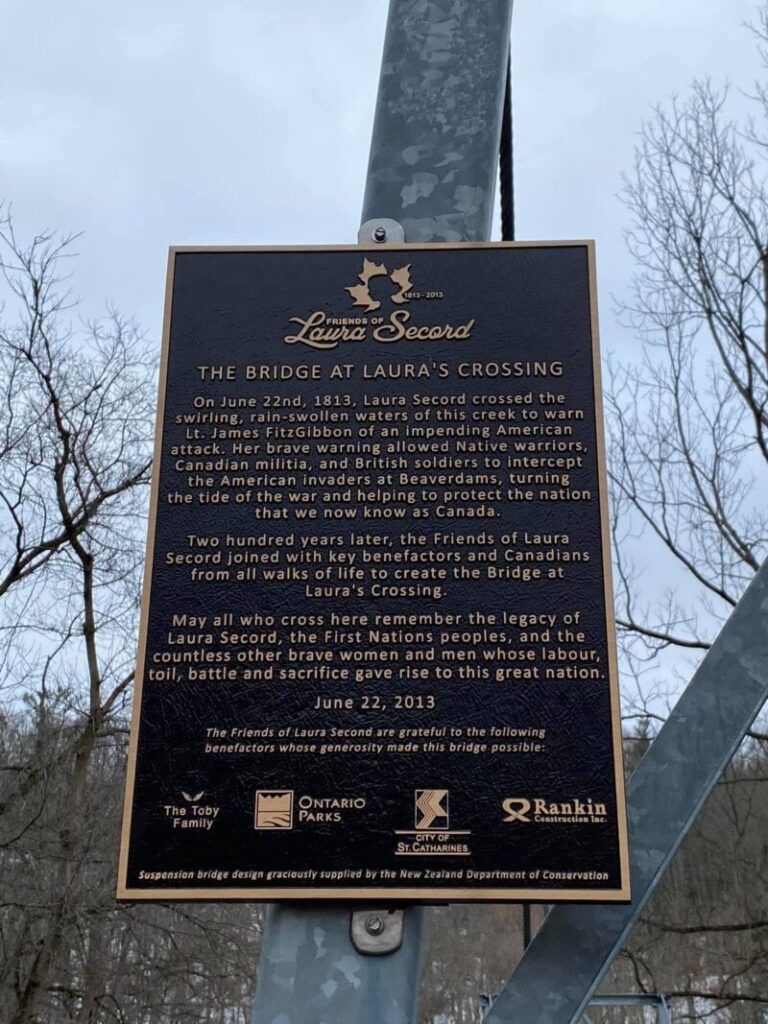 1813 - 2013
FRIENDS OF
Laura Secord
THE BRIDGE AT LAURA'S CROSSING
On June 22nd, 1813, Laura Secord crossed the
swirling, rain-swollen waters of this creek to warn
Lt. James FitzGibbon of an impending American
attack. Her brave warning allowed Native warriors,
Canadian militia, and British soldiers to intercept
the American invaders at Beaverdams, turning
the tide of the war and helping to protect the nation
that we now know as Canada.
Two hundred years later, the Friends of Laura
Secord joined with key benefactors and Canadians
from all walks of life to create the Bridge at
Laura's Crossing.
May all who cross here remember the legacy of
Laura Secord, the First Nations peoples, and the
countless other brave women and men whose labour,
toil, battle and sacrifice gave rise to this great nation.
June 22, 2013
The Friends of Laura Second are grateful to the following
benefactors whose generosity made this bridge possible:
The Toby
Family
ONTARIO
PARKS
CITY OF
ST. CATHARINES
Rankin
Construction Inc.
Suspension bridge design graciously supplied by the New Zealand Department of Conservation